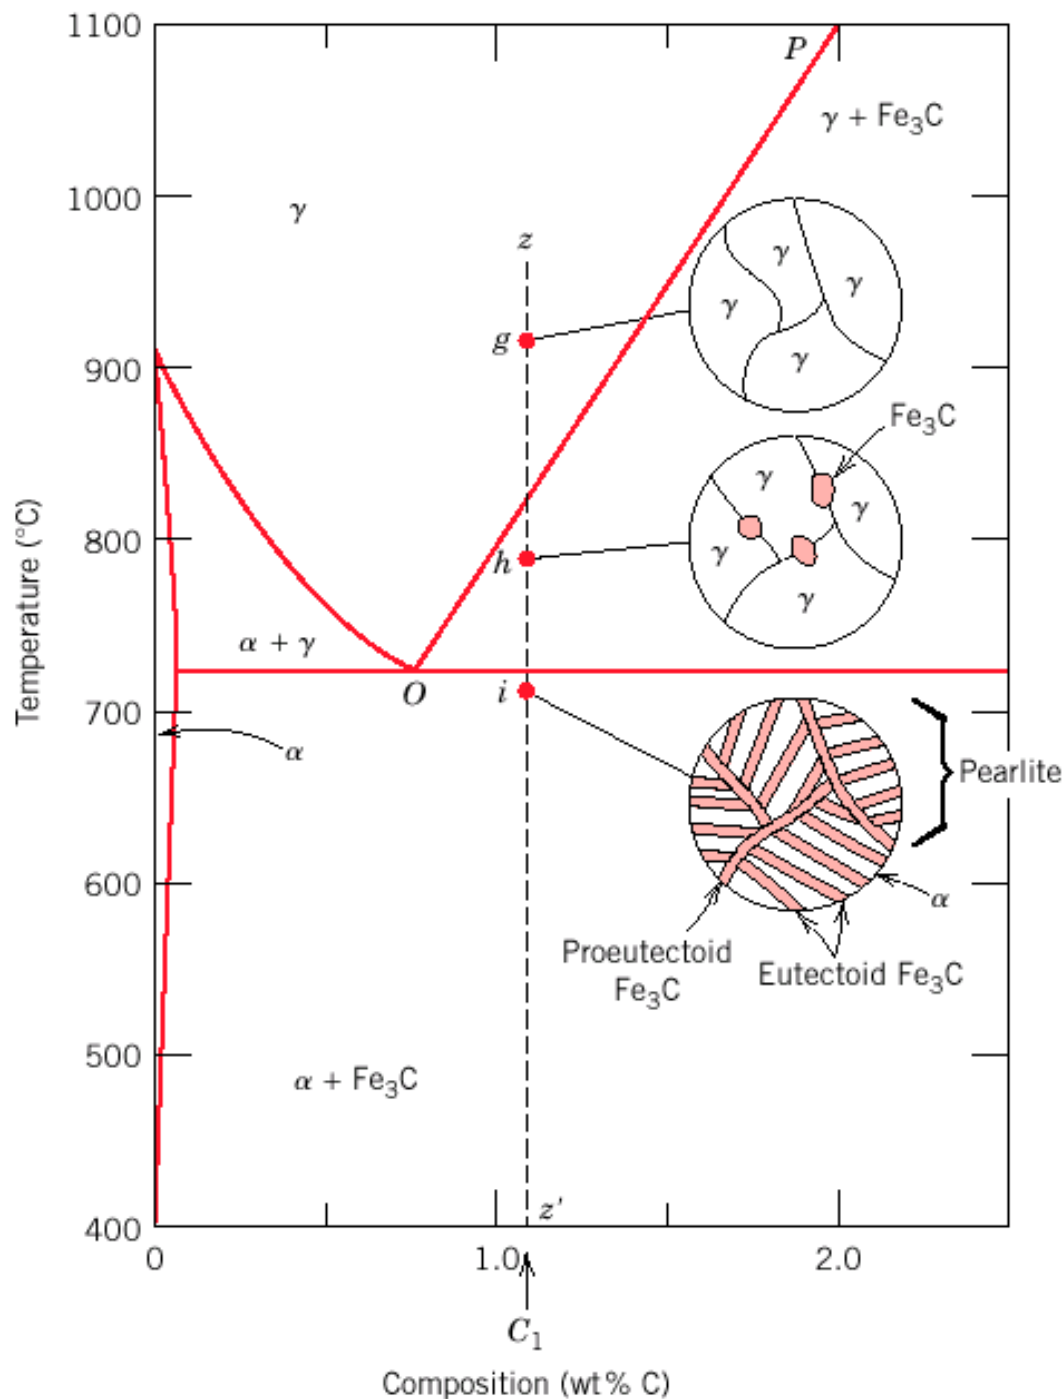 1100
P
γ + Fe₃C
1000
γ
z
γ
γ
γ
g
γ
900
Fe₃C
γ
γ
800
γ
h
γ
Temperature (°C)
α + γ
O
i
700
α
Pearlite
600
α
Proeutectoid
Fe₃C
Eutectoid Fe₃C
500
α + Fe₃C
z'
400
0
1.0
2.0
C₁
Composition (wt% C)